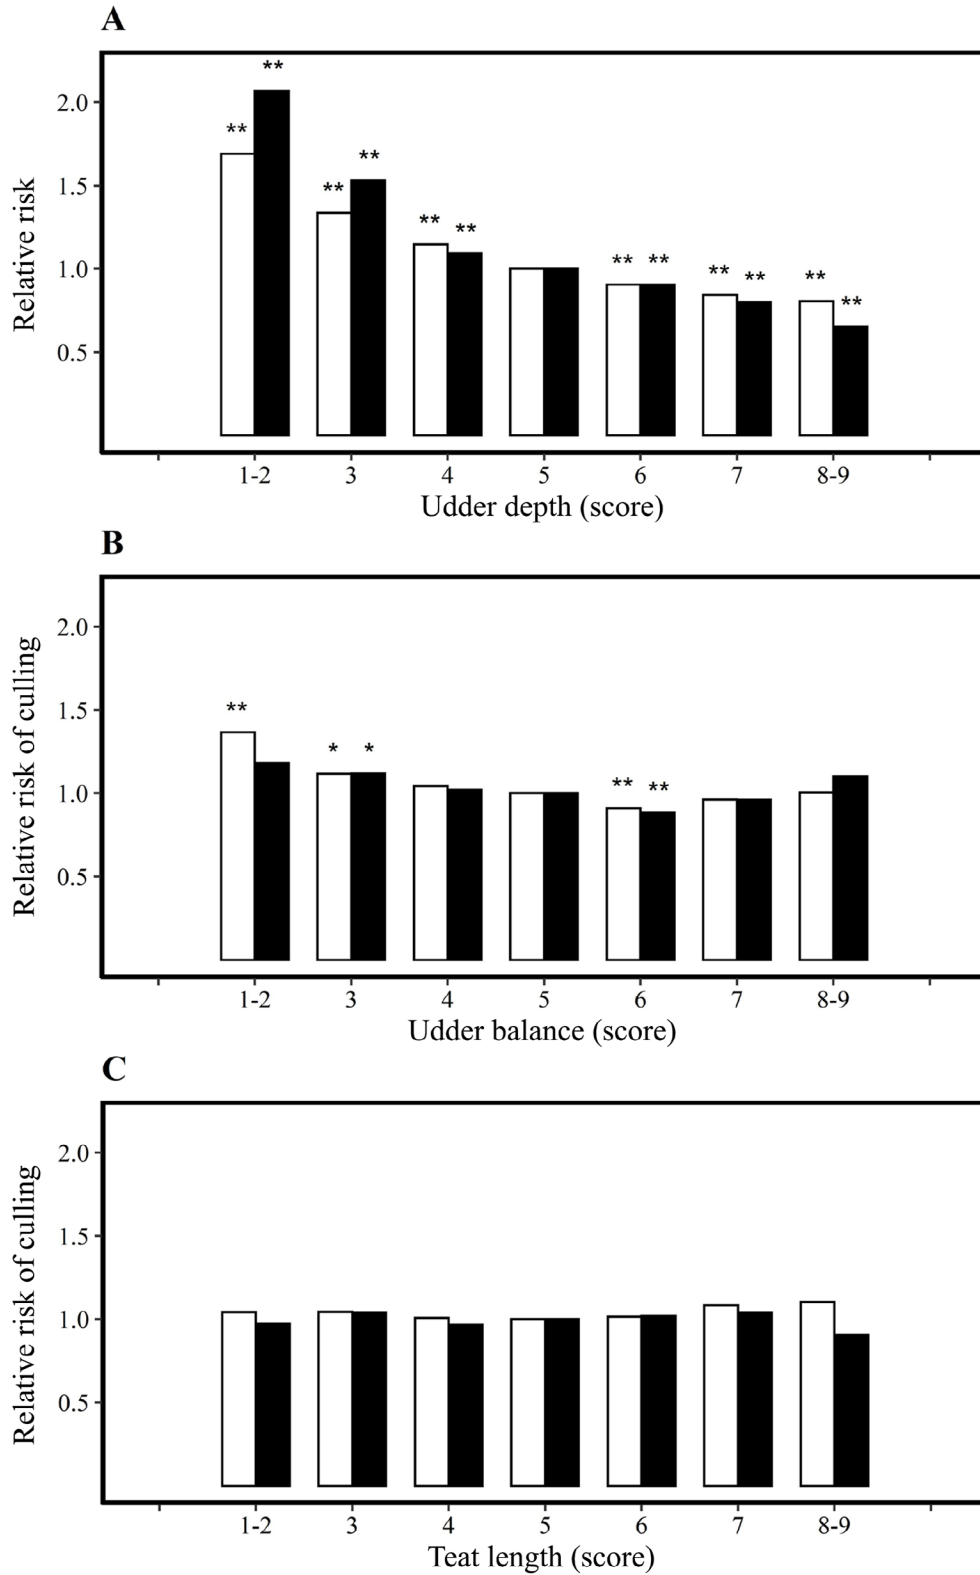 A
Relative risk
2.0
1.5
1.0
0.5
** ** ** ** ** ** ** ** ** ** ** **
1-2 3 4 5 6 7 8-9
Udder depth (score)
B
Relative risk of culling
2.0
1.5
1.0
0.5
** * * ** **
1-2 3 4 5 6 7 8-9
Udder balance (score)
C
Relative risk of culling
2.0
1.5
1.0
0.5
1-2 3 4 5 6 7 8-9
Teat length (score)